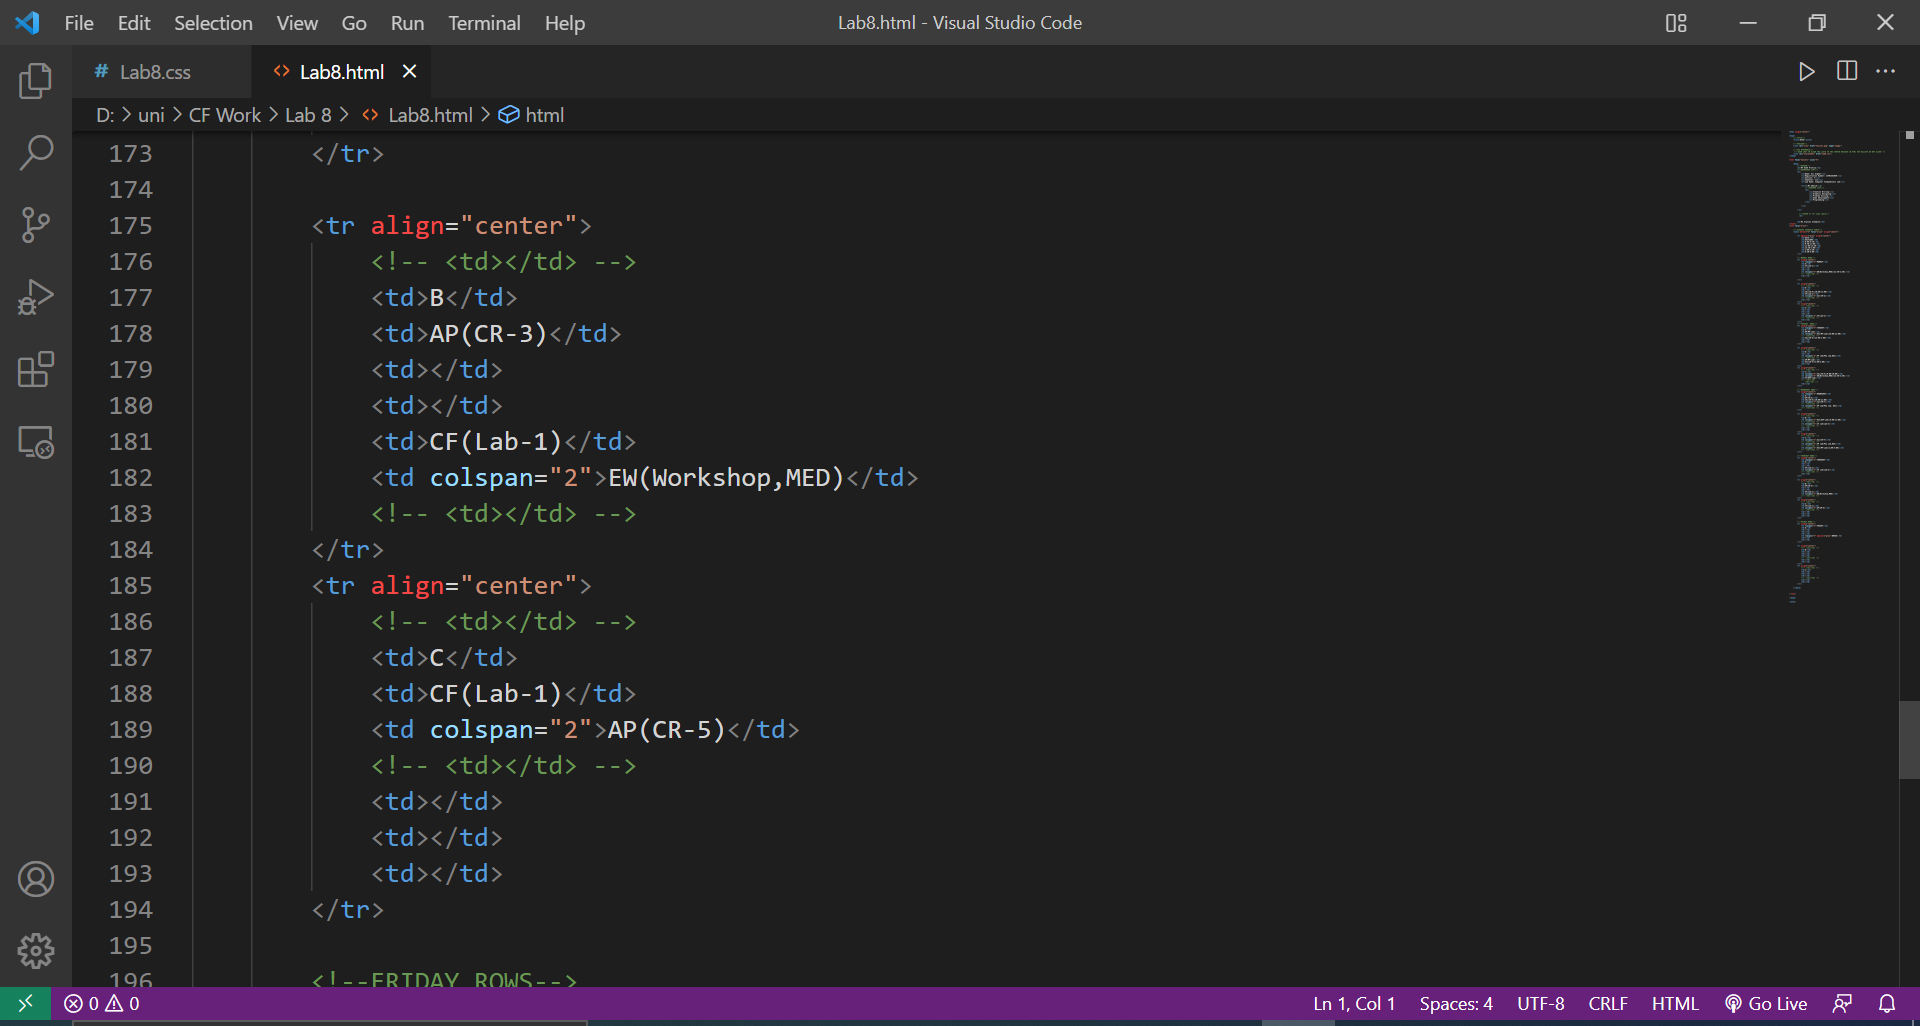 File Edit Selection View Go Run Terminal Help Lab8.html - Visual Studio Code
# Lab8.css <> Lab8.html
D: > uni > CF Work > Lab 8 > <> Lab8.html > html
173 </tr>
174
175 <tr align="center">
176 <!-- <td></td> -->
177 <td>B</td>
178 <td>AP(CR-3)</td>
179 <td></td>
180 <td></td>
181 <td>CF(Lab-1)</td>
182 <td colspan="2">EW(Workshop,MED)</td>
183 <!-- <td></td> -->
184 </tr>
185 <tr align="center">
186 <!-- <td></td> -->
187 <td>C</td>
188 <td>CF(Lab-1)</td>
189 <td colspan="2">AP(CR-5)</td>
190 <!-- <td></td> -->
191 <td></td>
192 <td></td>
193 <td></td>
194 </tr>
195
196 <!--FRIDAY ROWS-->
0 0 Ln 1, Col 1 Spaces: 4 UTF-8 CRLF HTML Go Live